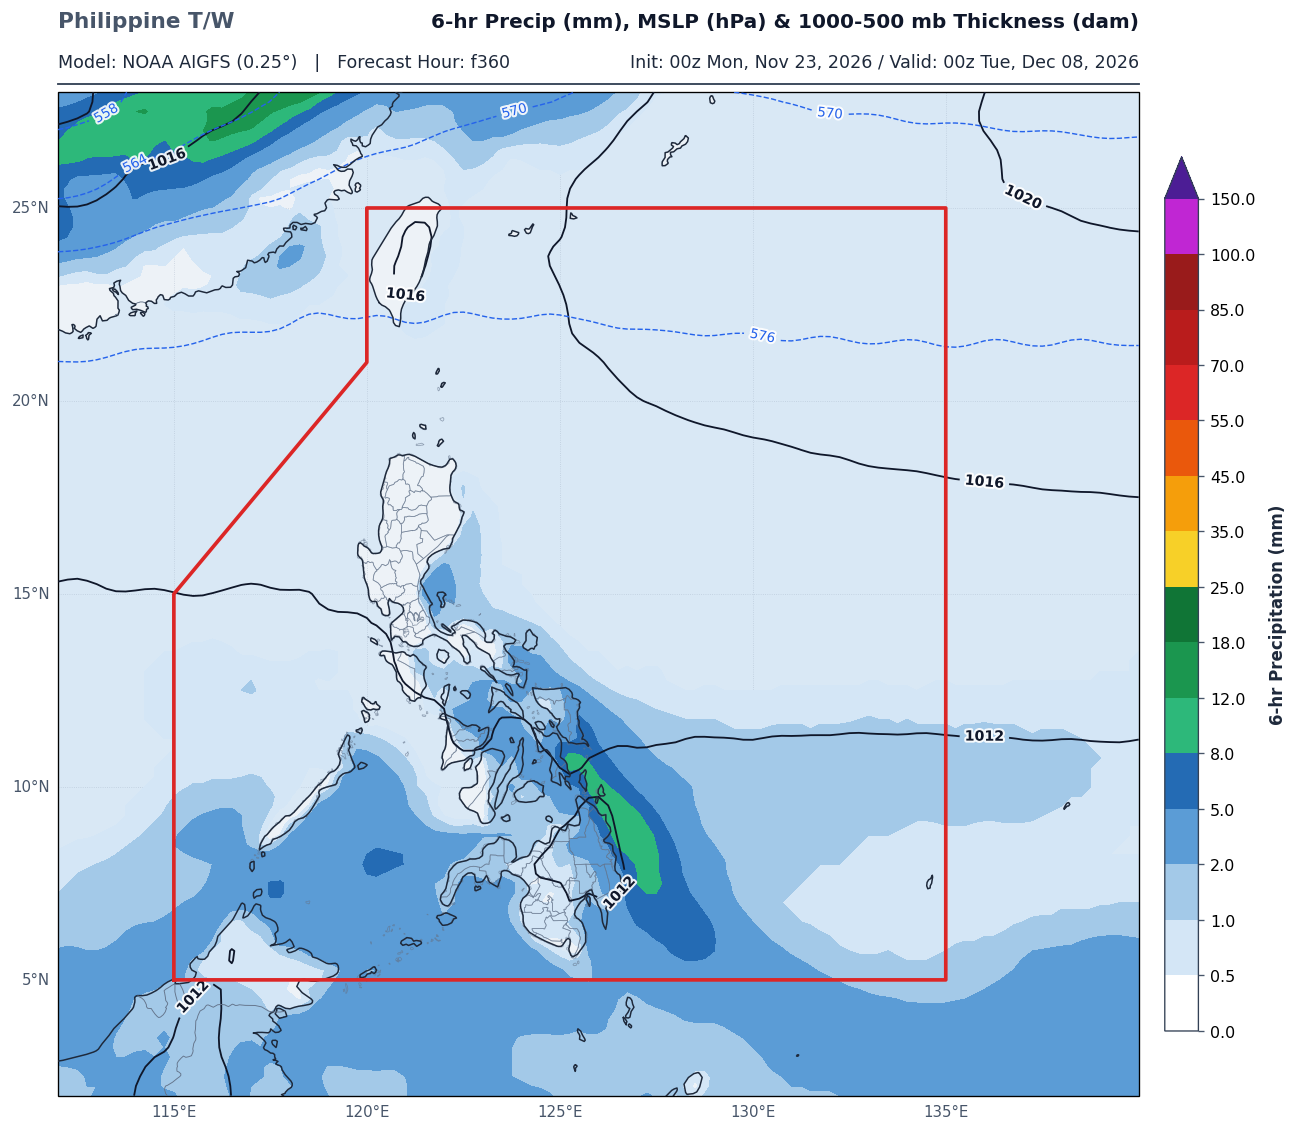 Philippine T/W
6-hr Precip (mm), MSLP (hPa) & 1000-500 mb Thickness (dam)
Model: NOAA AIGFS (0.25°) | Forecast Hour: f360
Init: 00z Mon, Nov 23, 2026 / Valid: 00z Tue, Dec 08, 2026
558
570
570
564
1016
1020
25°N
1016
576
20°N
1016
15°N
1012
10°N
1012
5°N
1012
115°E
120°E
125°E
130°E
135°E
150.0
100.0
85.0
70.0
55.0
45.0
35.0
25.0
18.0
12.0
8.0
5.0
2.0
1.0
0.5
0.0
6-hr Precipitation (mm)